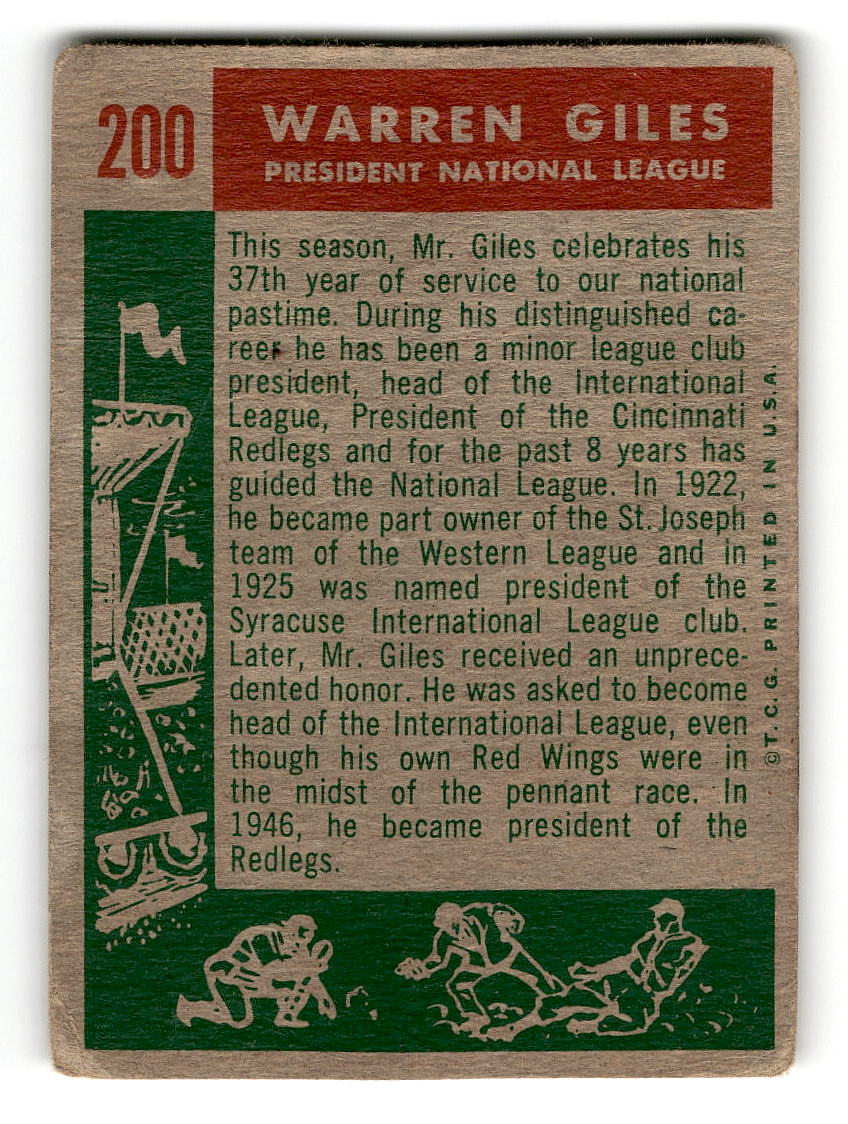 200
WARREN GILES
PRESIDENT NATIONAL LEAGUE
This season, Mr. Giles celebrates his
37th year of service to our national
pastime. During his distinguished ca-
reer he has been a minor league club
president, head of the International
League, President of the Cincinnati
Redlegs and for the past 8 years has
guided the National League. In 1922,
he became part owner of the St. Joseph
team of the Western League and in
1925 was named president of the
Syracuse International League club.
Later, Mr. Giles received an unprece-
dented honor. He was asked to become
head of the International League, even
though his own Red Wings were in
the midst of the pennant race. In
1946, he became president of the
Redlegs.
©T.C.G. PRINTED IN U.S.A.